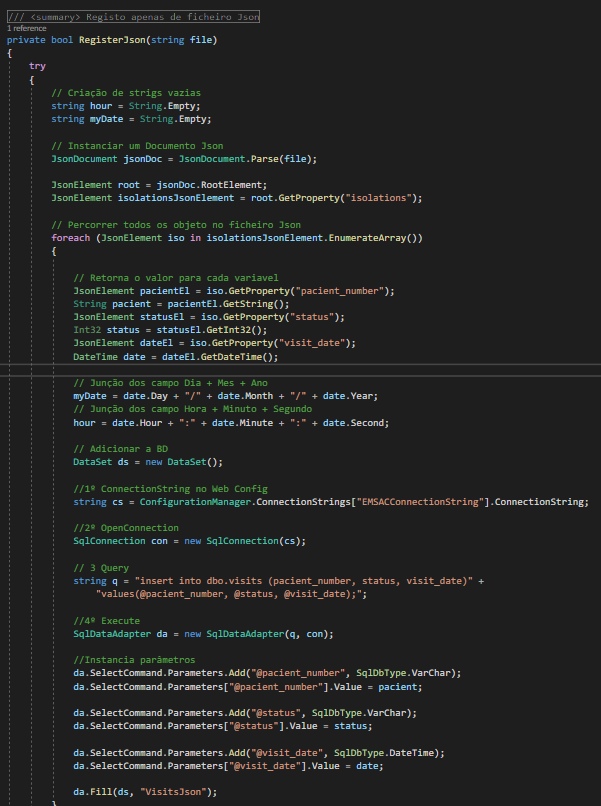 /// <summary> Registo apenas de ficheiro Json
1 reference
private bool RegisterJson(string file)
{
try
{
// Criação de strigs vazias
string hour = String.Empty;
string myDate = String.Empty;
// Instanciar um Documento Json
JsonDocument jsonDoc = JsonDocument.Parse(file);
JsonElement root = jsonDoc.RootElement;
JsonElement isolationsJsonElement = root.GetProperty("isolations");
// Percorrer todos os objeto no ficheiro Json
foreach (JsonElement iso in isolationsJsonElement.EnumerateArray())
{
// Retorna o valor para cada variavel
JsonElement pacientEl = iso.GetProperty("pacient_number");
String pacient = pacientEl.GetString();
JsonElement statusEl = iso.GetProperty("status");
Int32 status = statusEl.GetInt32();
JsonElement dateEl = iso.GetProperty("visit_date");
DateTime date = dateEl.GetDateTime();
// Junção dos campo Dia + Mes + Ano
myDate = date.Day + "/" + date.Month + "/" + date.Year;
// Junção dos campo Hora + Minuto + Segundo
hour = date.Hour + ":" + date.Minute + ":" + date.Second;
// Adicionar a BD
DataSet ds = new DataSet();
//1º ConnectionString no Web Config
string cs = ConfigurationManager.ConnectionStrings["EMSACConnectionString"].ConnectionString;
//2º OpenConnection
SqlConnection con = new SqlConnection(cs);
// 3 Query
string q = "insert into dbo.visits (pacient_number, status, visit_date)" +
"values(@pacient_number, @status, @visit_date);";
//4º Execute
SqlDataAdapter da = new SqlDataAdapter(q, con);
//Instancia parâmetros
da.SelectCommand.Parameters.Add("@pacient_number", SqlDbType.VarChar);
da.SelectCommand.Parameters["@pacient_number"].Value = pacient;
da.SelectCommand.Parameters.Add("@status", SqlDbType.VarChar);
da.SelectCommand.Parameters["@status"].Value = status;
da.SelectCommand.Parameters.Add("@visit_date", SqlDbType.DateTime);
da.SelectCommand.Parameters["@visit_date"].Value = date;
da.Fill(ds, "VisitsJson");
}